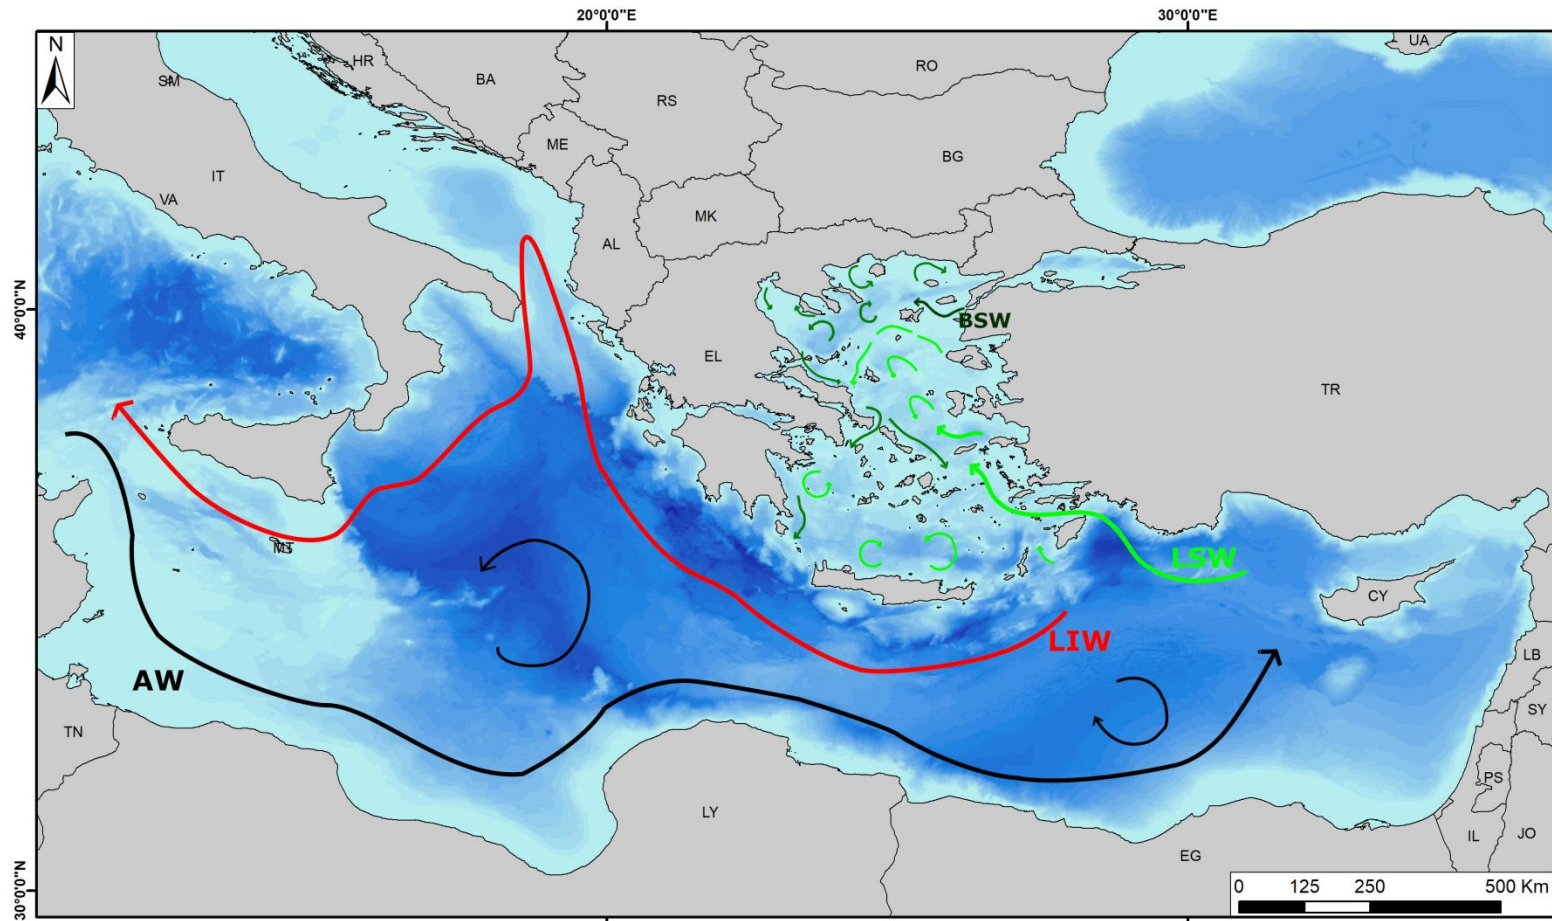 20°0'0"E
30°0'0"E
N
UA
HR
RO
SM
BA
RS
ME
BG
IT
VA
MK
AL
40°0'0"N
BSW
EL
TR
MT
LSW
CY
LIW
LB
AW
SY
TN
PS
LY
IL
JO
EG
30°0'0"N
0 125 250 500 Km